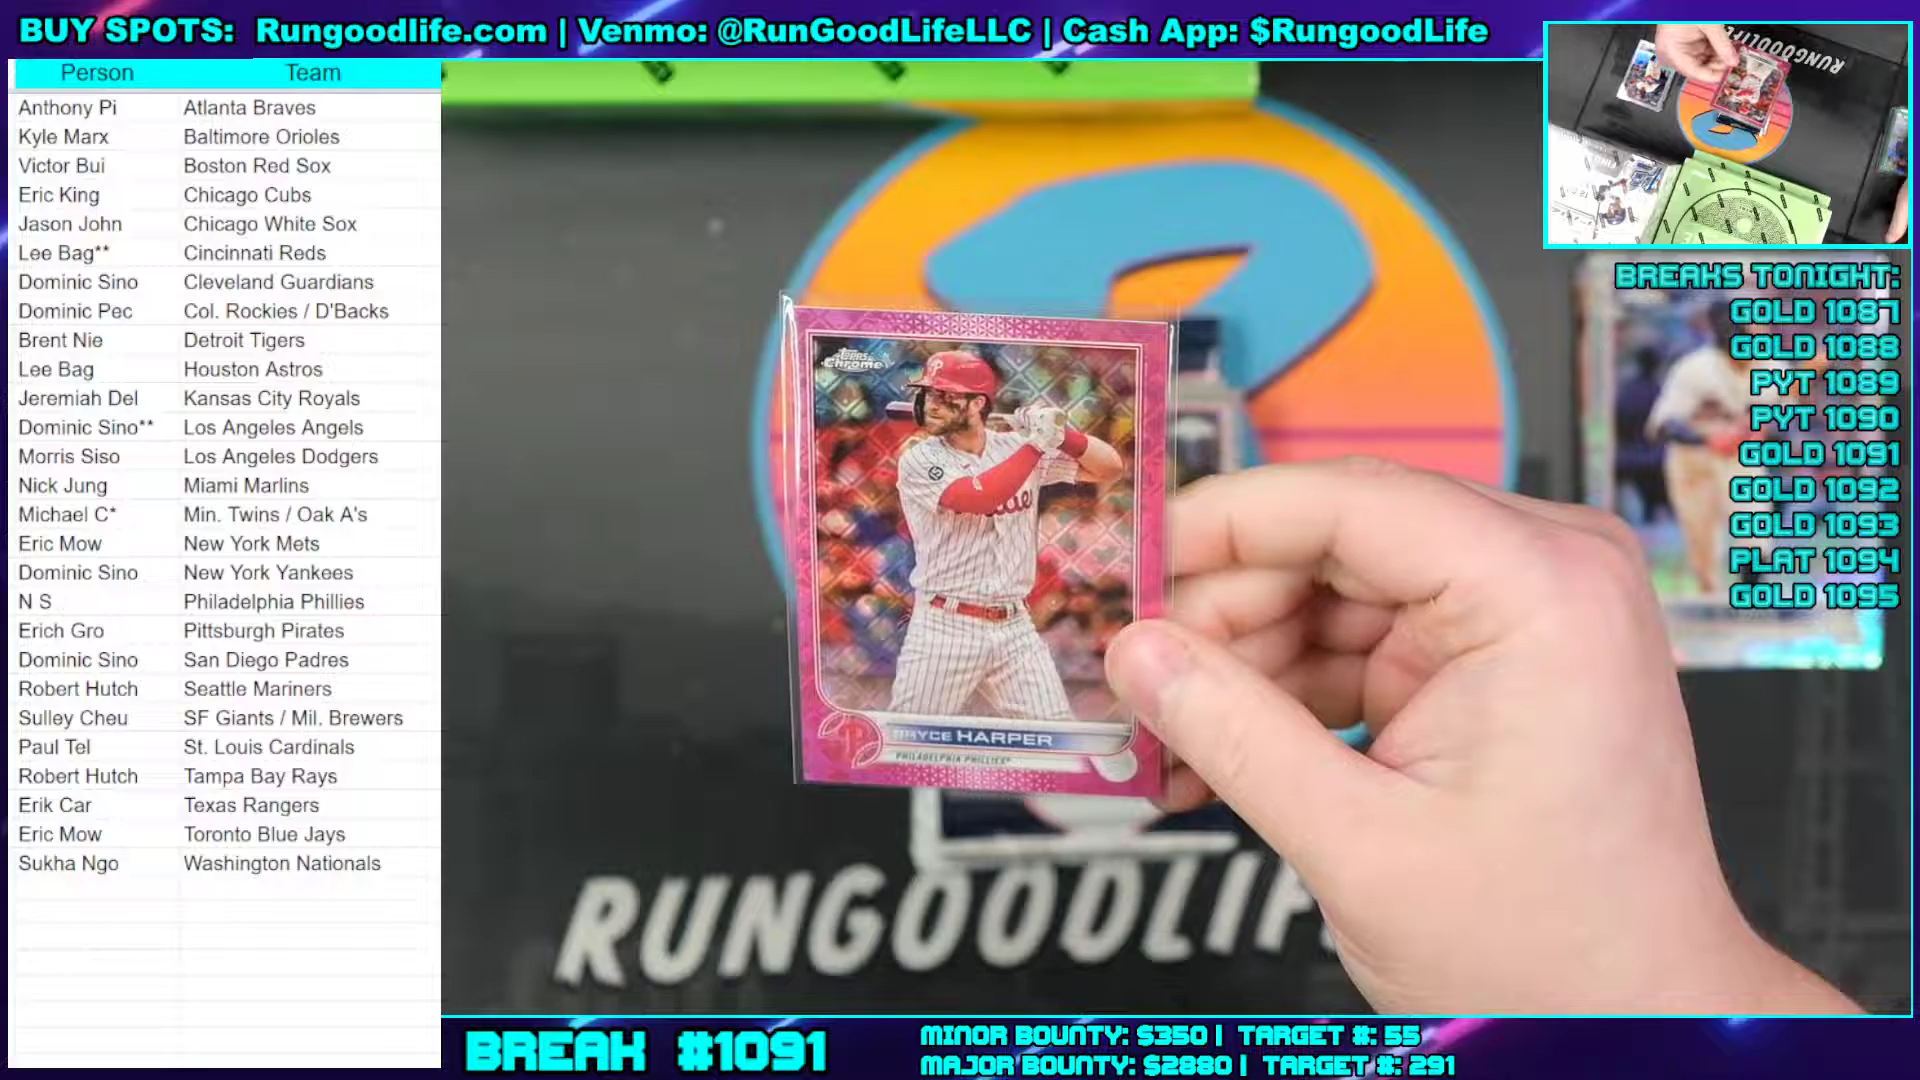 BUY SPOTS: Rungoodlife.com | Venmo: @RunGoodLifeLLC | Cash App: $RungoodLife
Person Team
Anthony Pi Atlanta Braves
Kyle Marx Baltimore Orioles
Victor Bui Boston Red Sox
Eric King Chicago Cubs
Jason John Chicago White Sox
Lee Bag** Cincinnati Reds
Dominic Sino Cleveland Guardians
Dominic Pec Col. Rockies / D'Backs
Brent Nie Detroit Tigers
Lee Bag Houston Astros
Jeremiah Del Kansas City Royals
Dominic Sino** Los Angeles Angels
Morris Siso Los Angeles Dodgers
Nick Jung Miami Marlins
Michael C* Min. Twins / Oak A's
Eric Mow New York Mets
Dominic Sino New York Yankees
N S Philadelphia Phillies
Erich Gro Pittsburgh Pirates
Dominic Sino San Diego Padres
Robert Hutch Seattle Mariners
Sulley Cheu SF Giants / Mil. Brewers
Paul Tel St. Louis Cardinals
Robert Hutch Tampa Bay Rays
Erik Car Texas Rangers
Eric Mow Toronto Blue Jays
Sukha Ngo Washington Nationals
Topps
Chrome
BRYCE HARPER
PHILADELPHIA PHILLIES
RUNGOODLIF
RUNGOODLIFE
BREAKS TONIGHT:
GOLD 1087
GOLD 1088
PYT 1089
PYT 1090
GOLD 1091
GOLD 1092
GOLD 1093
PLAT 1094
GOLD 1095
BREAK #1091
MINOR BOUNTY: $350 | TARGET #: 55
MAJOR BOUNTY: $2880 | TARGET #: 291